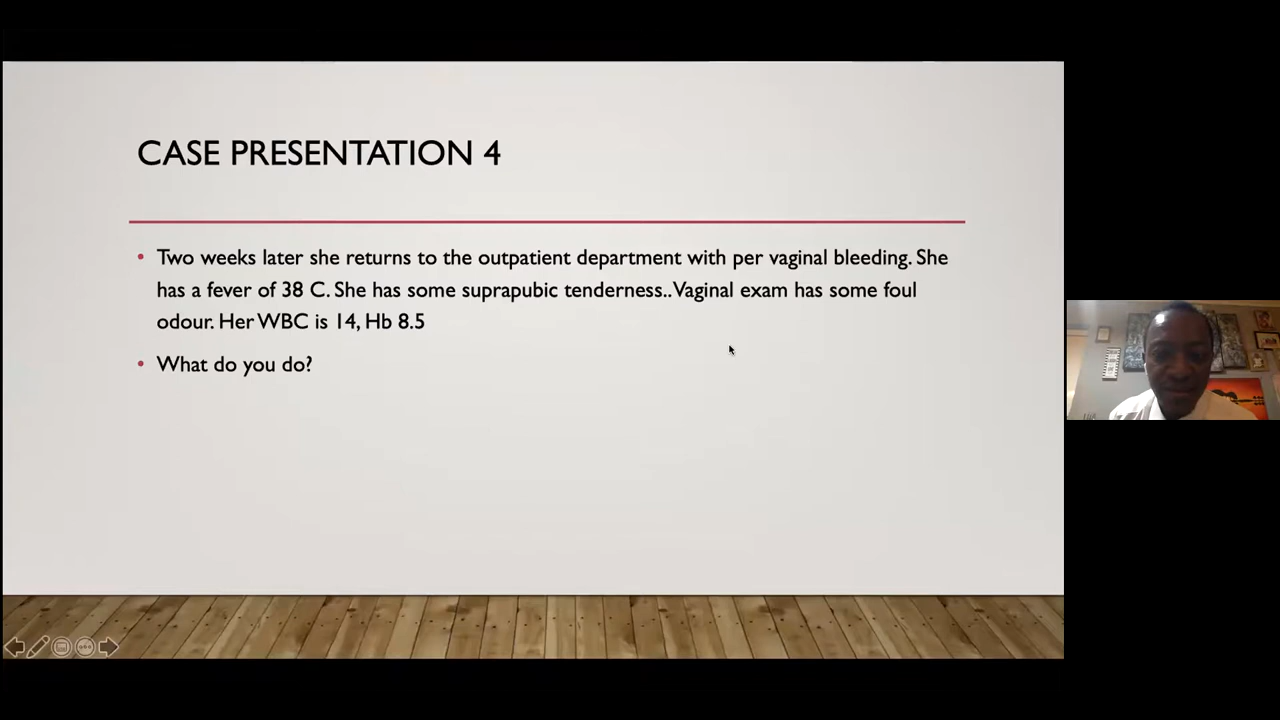 CASE PRESENTATION 4
• Two weeks later she returns to the outpatient department with per vaginal bleeding. She
has a fever of 38 C. She has some suprapubic tenderness.. Vaginal exam has some foul
odour. Her WBC is 14, Hb 8.5
• What do you do?